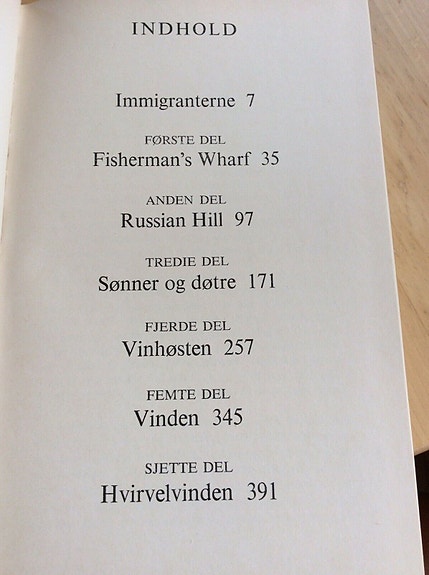 INDHOLD
Immigranterne 7
FØRSTE DEL
Fisherman's Wharf 35
ANDEN DEL
Russian Hill 97
TREDIE DEL
Sønner og døtre 171
FJERDE DEL
Vinhøsten 257
FEMTE DEL
Vinden 345
SJETTE DEL
Hvirvelvinden 391